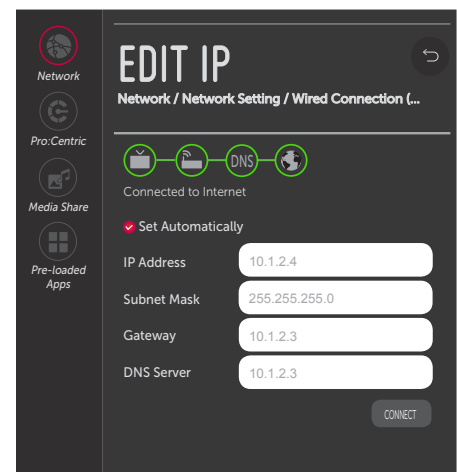 Network
Pro:Centric
Media Share
Pre-loaded
Apps
EDIT IP
Network / Network Setting / Wired Connection (...
DNS
Connected to Internet
Set Automatically
IP Address 10.1.2.4
Subnet Mask 255.255.255.0
Gateway 10.1.2.3
DNS Server 10.1.2.3
CONNECT